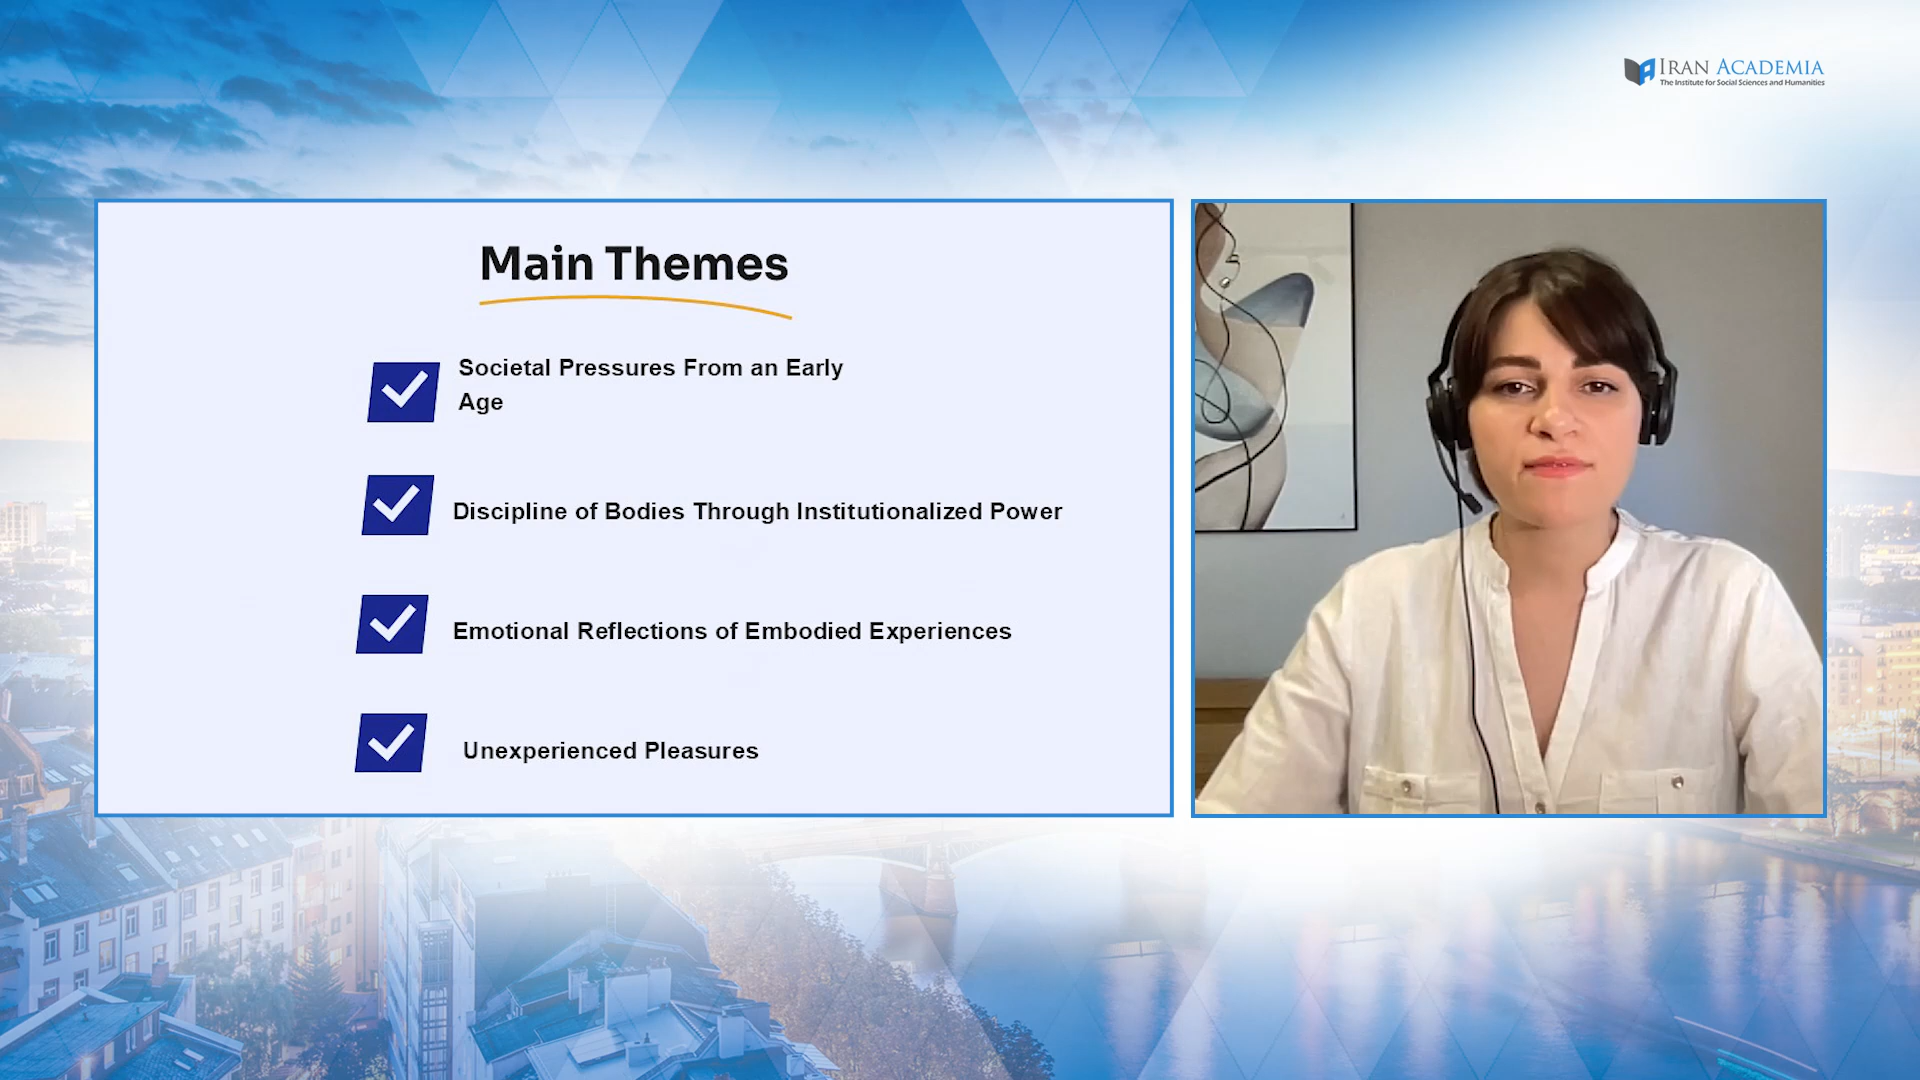 IRAN ACADEMIA
The Institute for Social Sciences and Humanities
Main Themes
Societal Pressures From an Early
Age
Discipline of Bodies Through Institutionalized Power
Emotional Reflections of Embodied Experiences
Unexperienced Pleasures